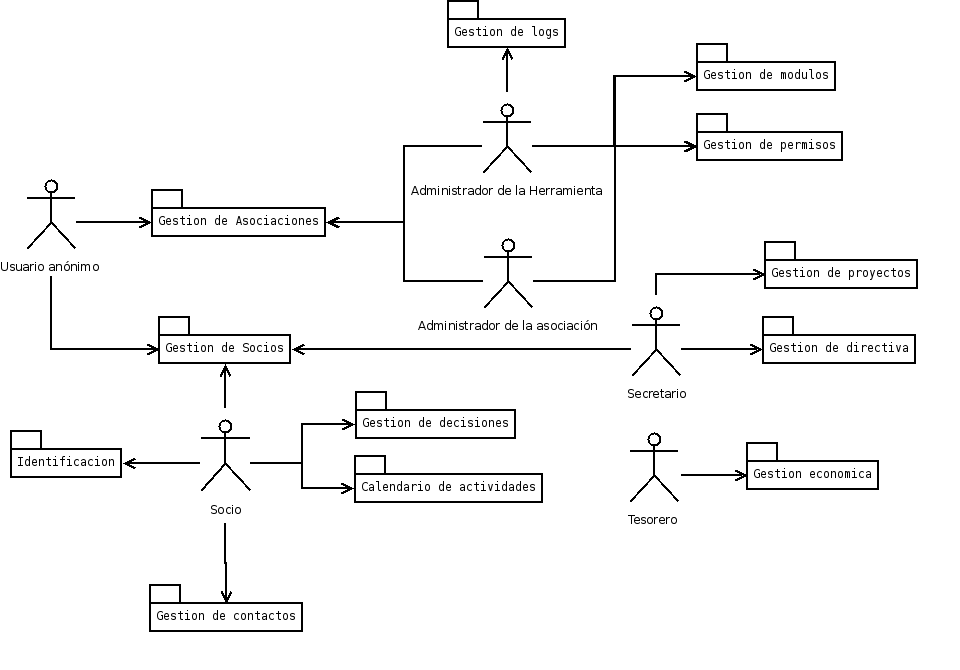 Gestion de logs
Gestion de modulos
Gestion de permisos
Administrador de la Herramienta
Gestion de Asociaciones
Usuario anónimo
Gestion de proyectos
Administrador de la asociación
Gestion de Socios
Gestion de directiva
Secretario
Gestion de decisiones
Identificacion
Gestion economica
Calendario de actividades
Socio
Tesorero
Gestion de contactos